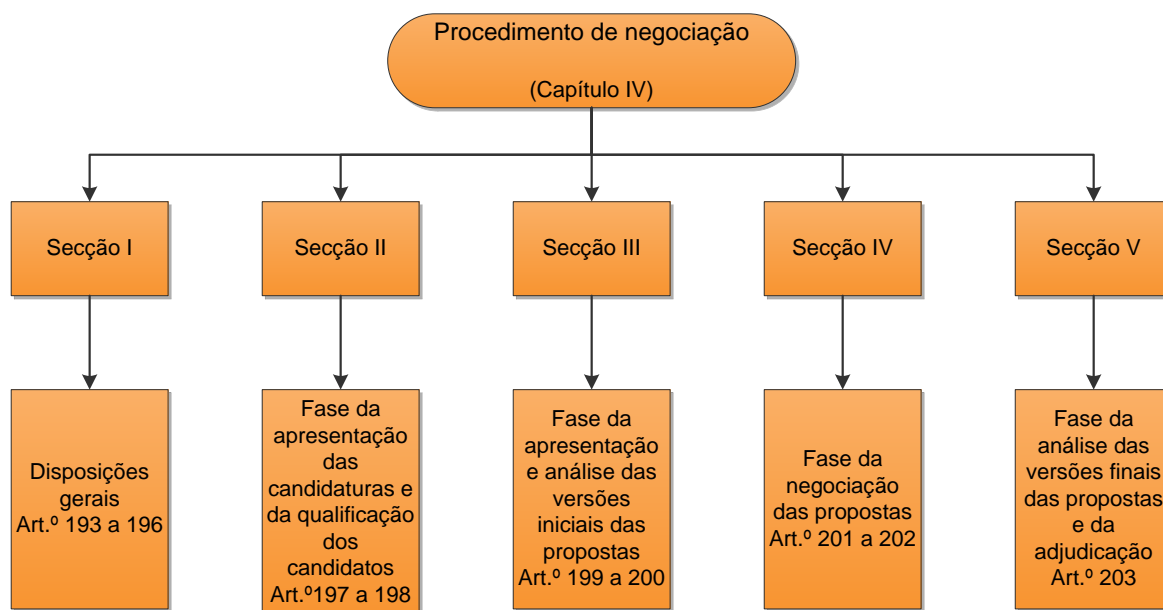 Procedimento de negociação
(Capítulo IV)
Secção I
Secção II
Secção III
Secção IV
Secção V
Disposições
gerais
Art.º 193 a 196
Fase da
apresentação
das
candidaturas e
da qualificação
dos
candidatos
Art.º197 a 198
Fase da
apresentação
e análise das
versões
iniciais das
propostas
Art.º 199 a 200
Fase da
negociação
das propostas
Art.º 201 a 202
Fase da
análise das
versões finais
das propostas
e da
adjudicação
Art.º 203